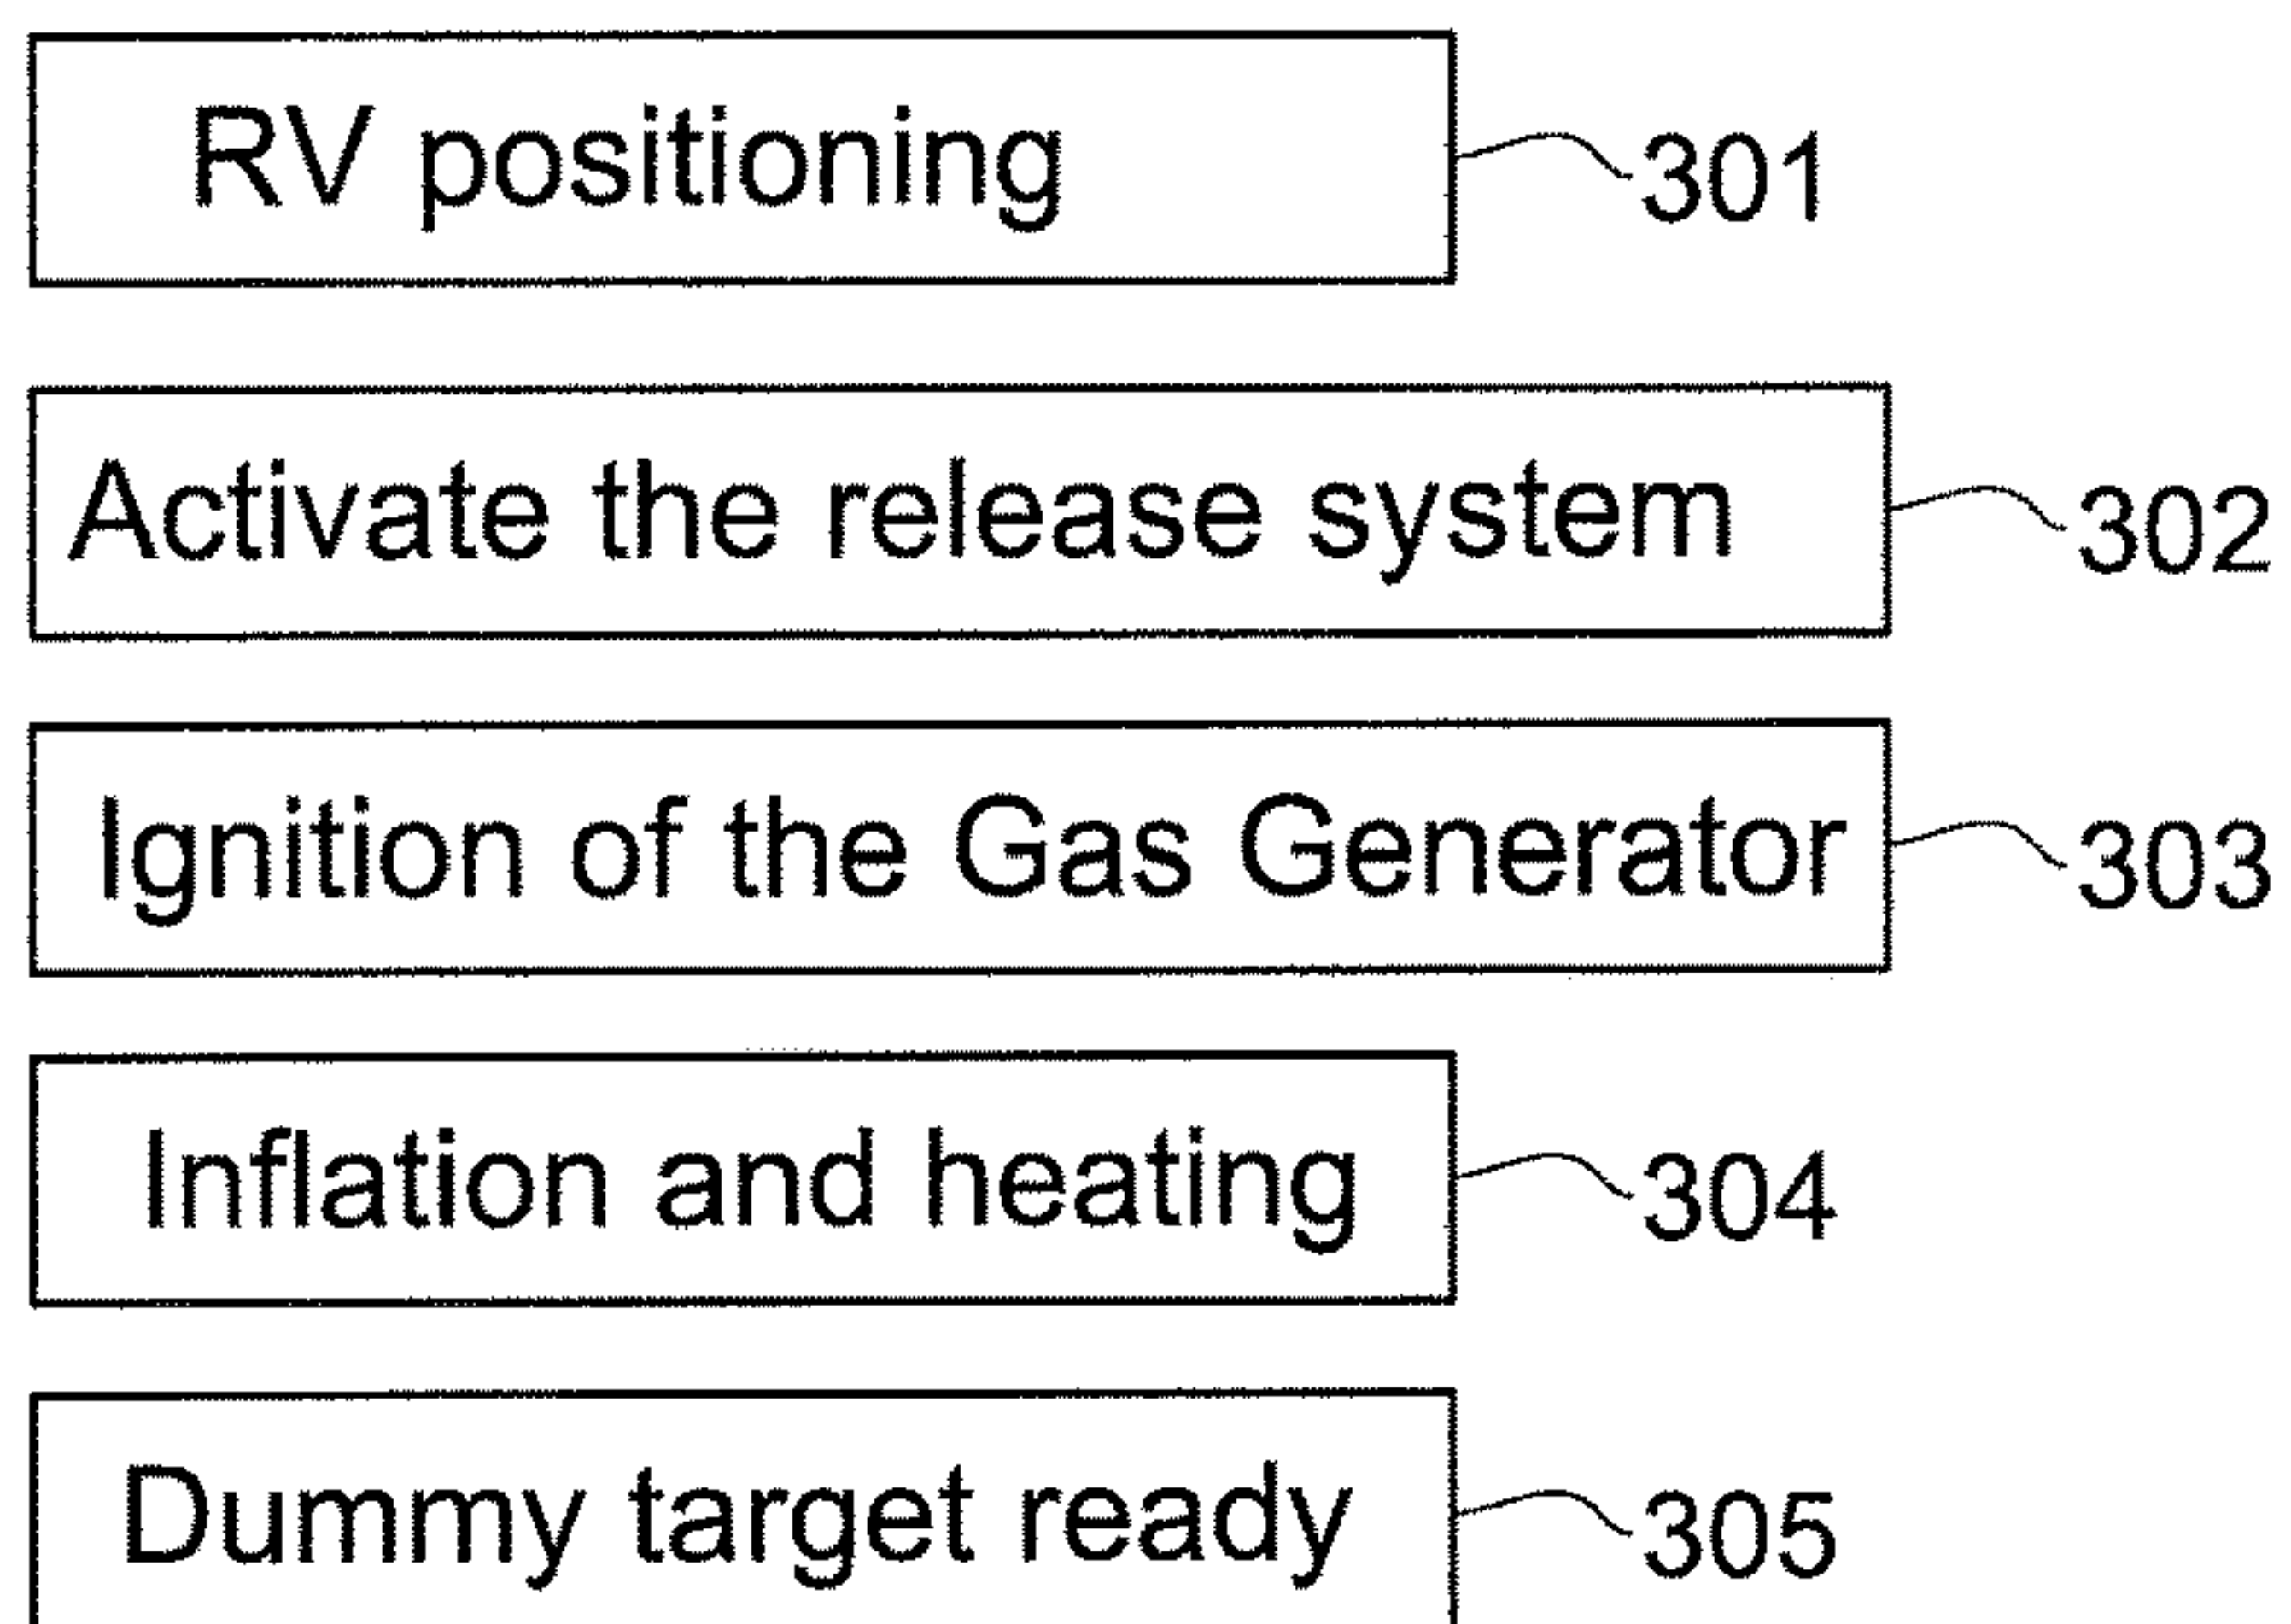 RV positioning 301
Activate the release system 302
Ignition of the Gas Generator 303
Inflation and heating 304
Dummy target ready 305